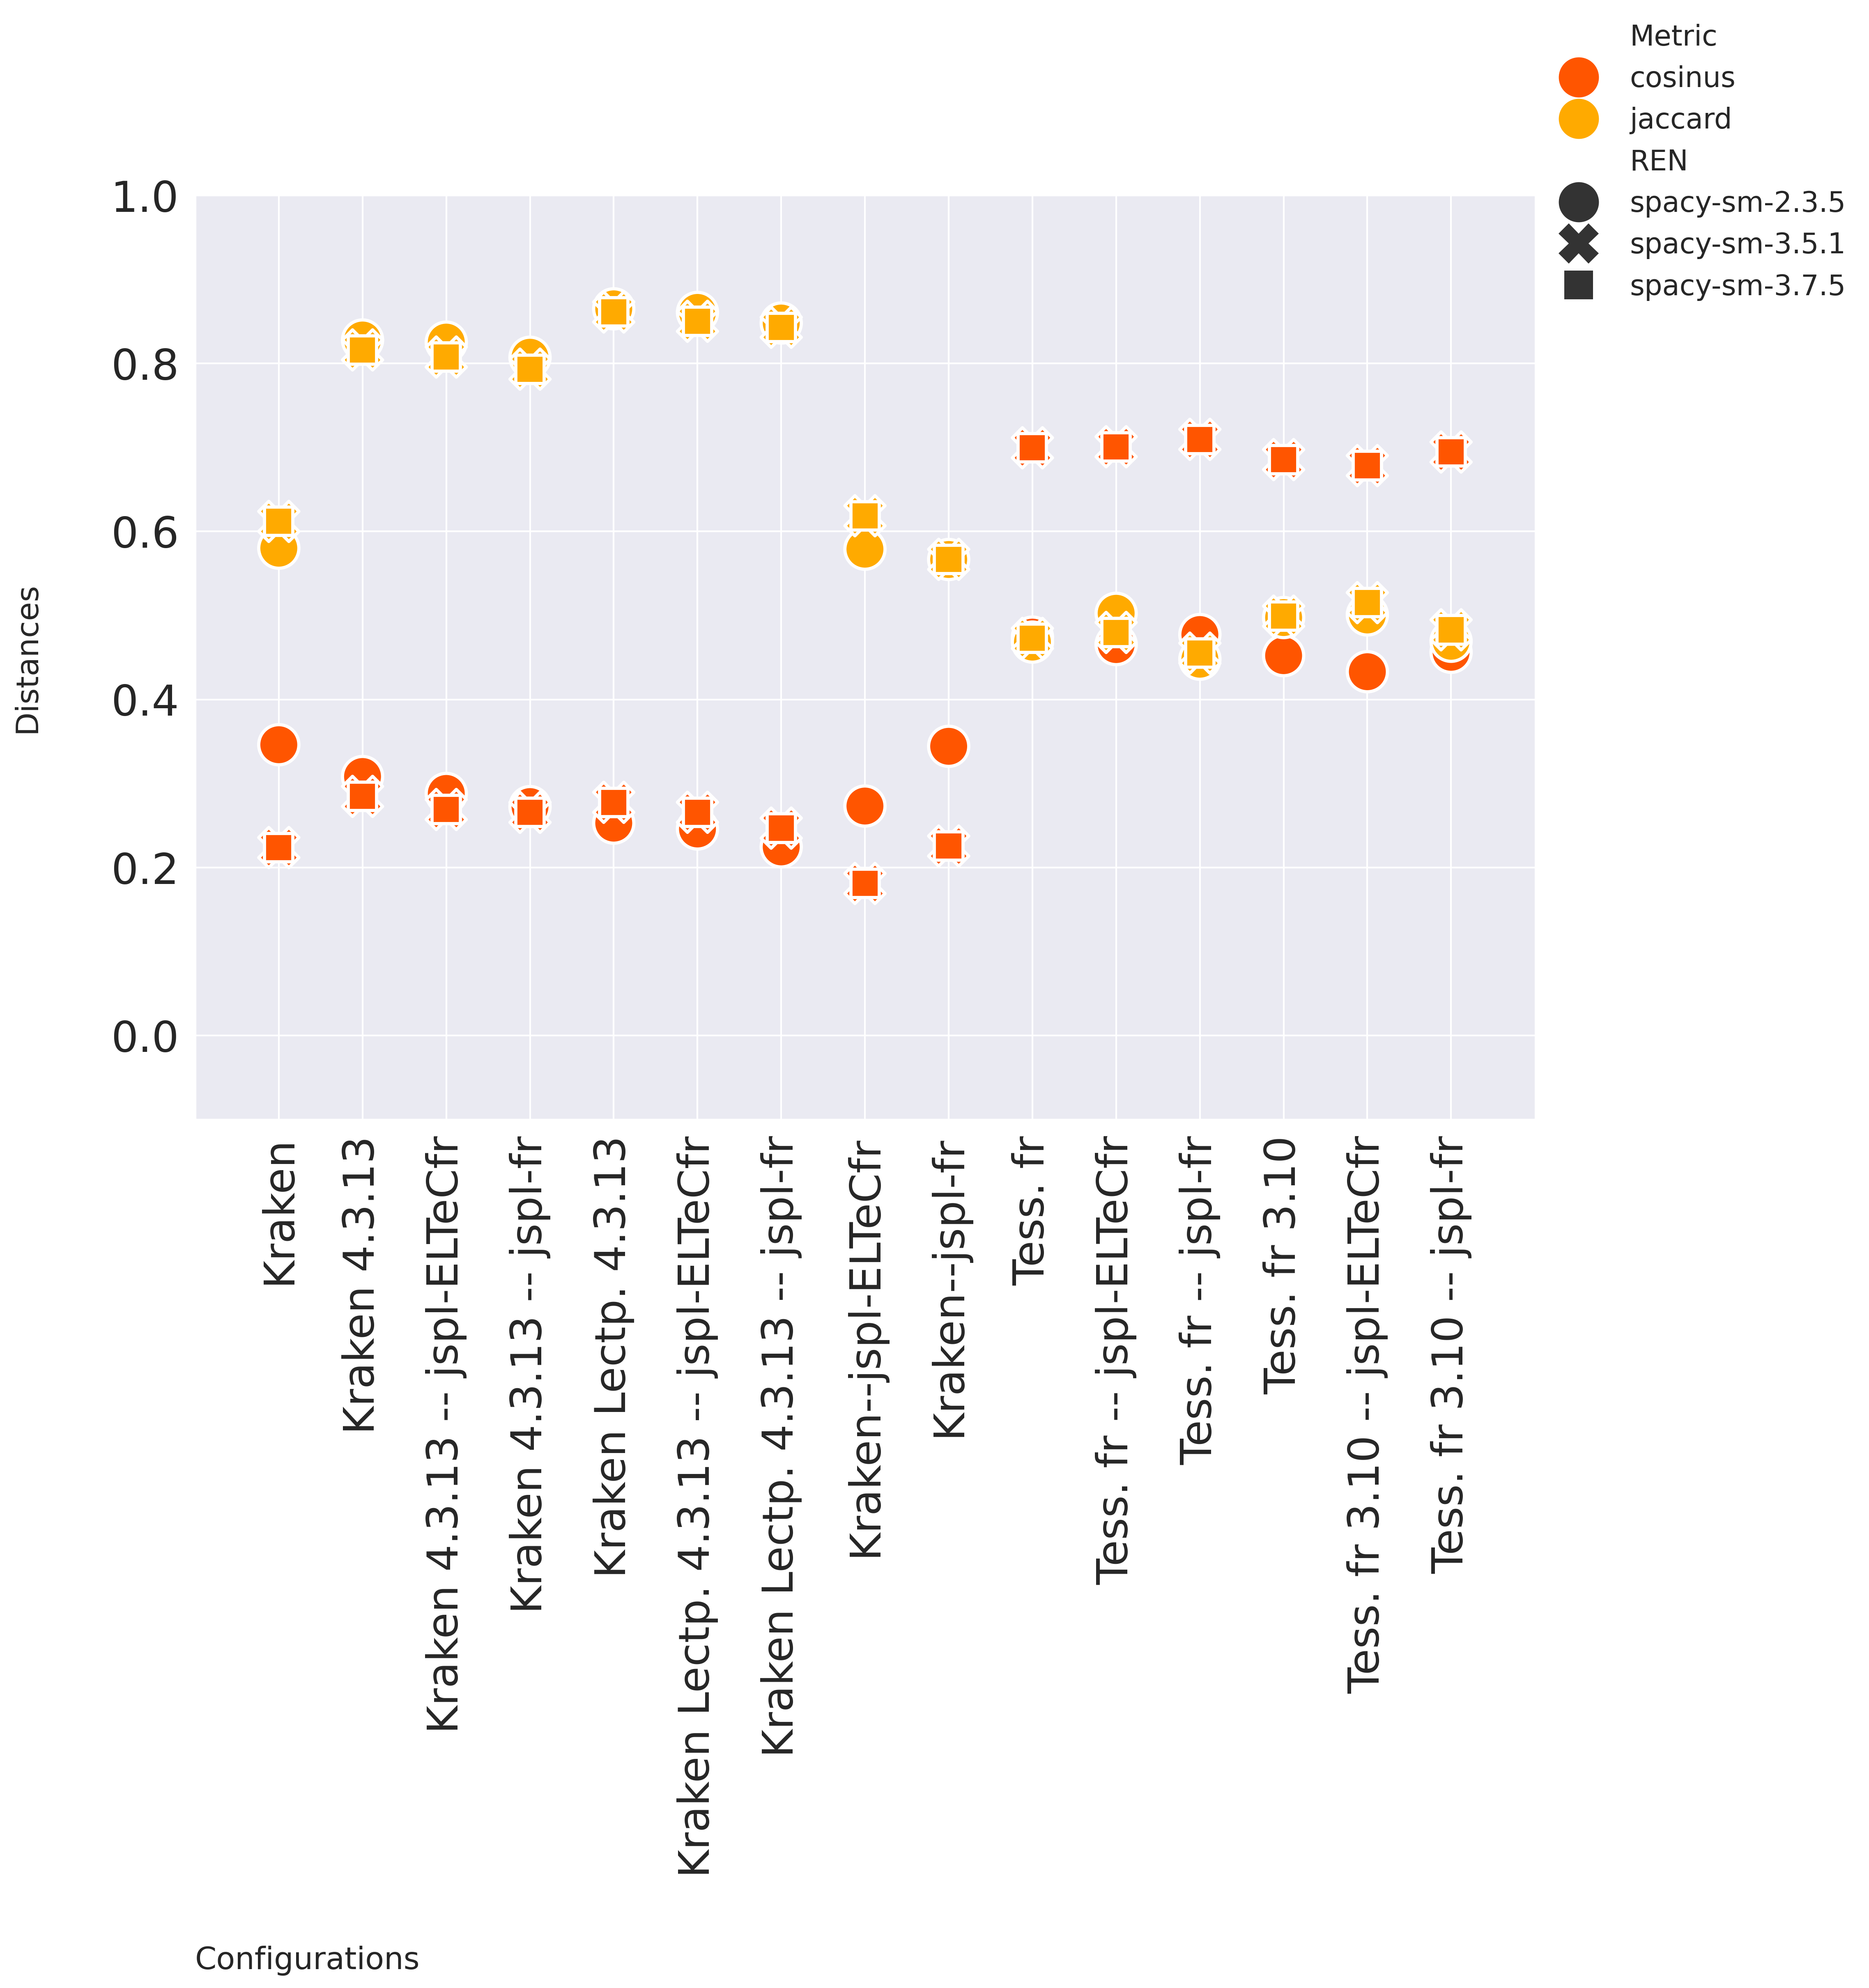 Metric
cosinus
jaccard
REN
spacy-sm-2.3.5
spacy-sm-3.5.1
spacy-sm-3.7.5
1.0
0.8
0.6
0.4
0.2
0.0
Distances
Kraken
Kraken 4.3.13
Kraken 4.3.13 -- jspl-ELTeCfr
Kraken 4.3.13 -- jspl-fr
Kraken Lectp. 4.3.13
Kraken Lectp. 4.3.13 -- jspl-ELTeCfr
Kraken Lectp. 4.3.13 -- jspl-fr
Kraken--jspl-ELTeCfr
Kraken--jspl-fr
Tess. fr
Tess. fr -- jspl-ELTeCfr
Tess. fr -- jspl-fr
Tess. fr 3.10
Tess. fr 3.10 -- jspl-ELTeCfr
Tess. fr 3.10 -- jspl-fr
Configurations